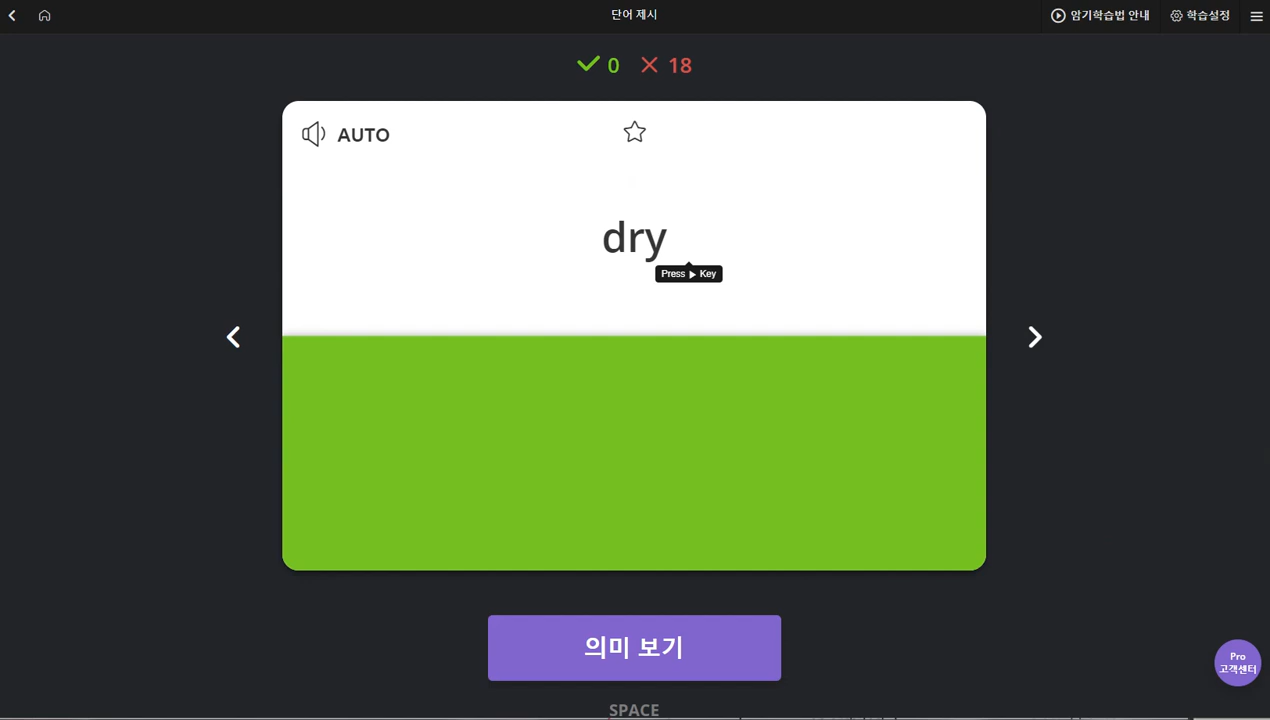 단어 제시
암기학습법 안내
학습설정
0
18
AUTO
dry
Press ▶ Key
의미 보기
SPACE
Pro
고객센터